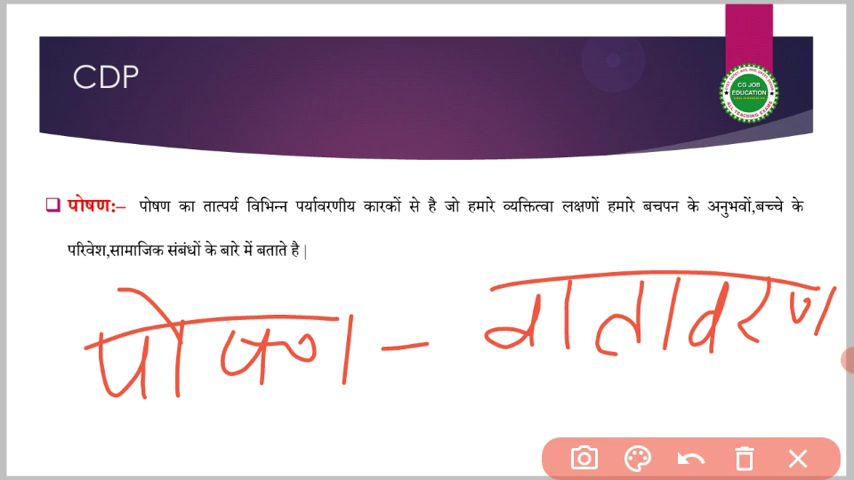 CDP
CG JOB
EDUCATION
पोषण:– पोषण का तात्पर्य विभिन्न पर्यावरणीय कारकों से है जो हमारे व्यक्तित्वा लक्षणों हमारे बचपन के अनुभवों,बच्चे के
परिवेश,सामाजिक संबंधों के बारे में बताते है |
पोषण – वातावरण